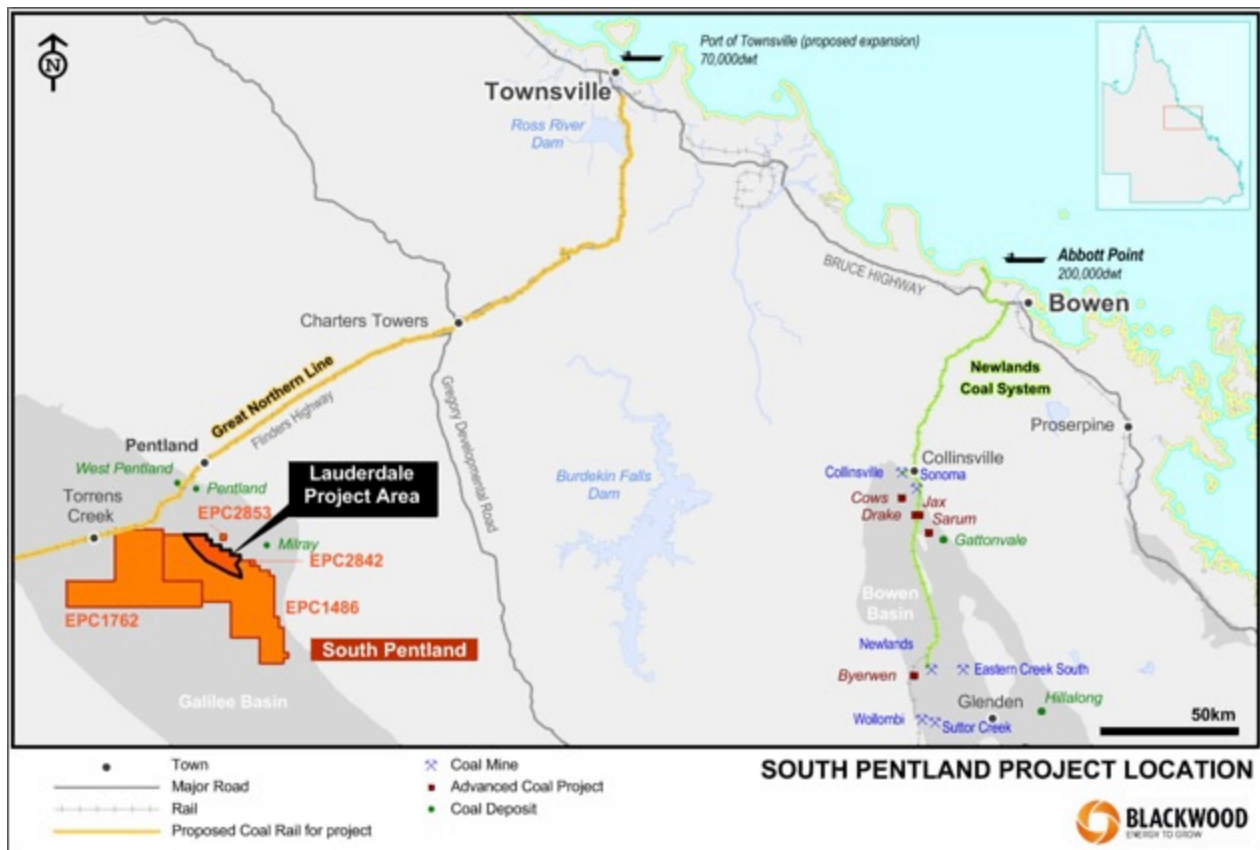 N
Port of Townsville (proposed expansion)
70,000dwt
Townsville
Ross River
Dam
Abbott Point
200,000dwt
BRUCE HIGHWAY
Bowen
Charters Towers
Newlands
Coal System
Great Northern Line
Flinders Highway
Gregory Developmental Road
Proserpine
Pentland
West Pentland
Pentland
Lauderdale
Project Area
Torrens
Creek
EPC2853
Milray
EPC2842
EPC1762
EPC1486
South Pentland
Galilee Basin
Burdekin Falls
Dam
Collinsville
Collinsville
Sonoma
Cows
Jax
Drake
Sarum
Gattonvale
Bowen
Basin
Newlands
Eastern Creek South
Byerwen
Hillalong
Glenden
Wollombi
Suttor Creek
50km
Town
Major Road
Rail
Proposed Coal Rail for project
Coal Mine
Advanced Coal Project
Coal Deposit
SOUTH PENTLAND PROJECT LOCATION
BLACKWOOD
ENERGY TO GROW